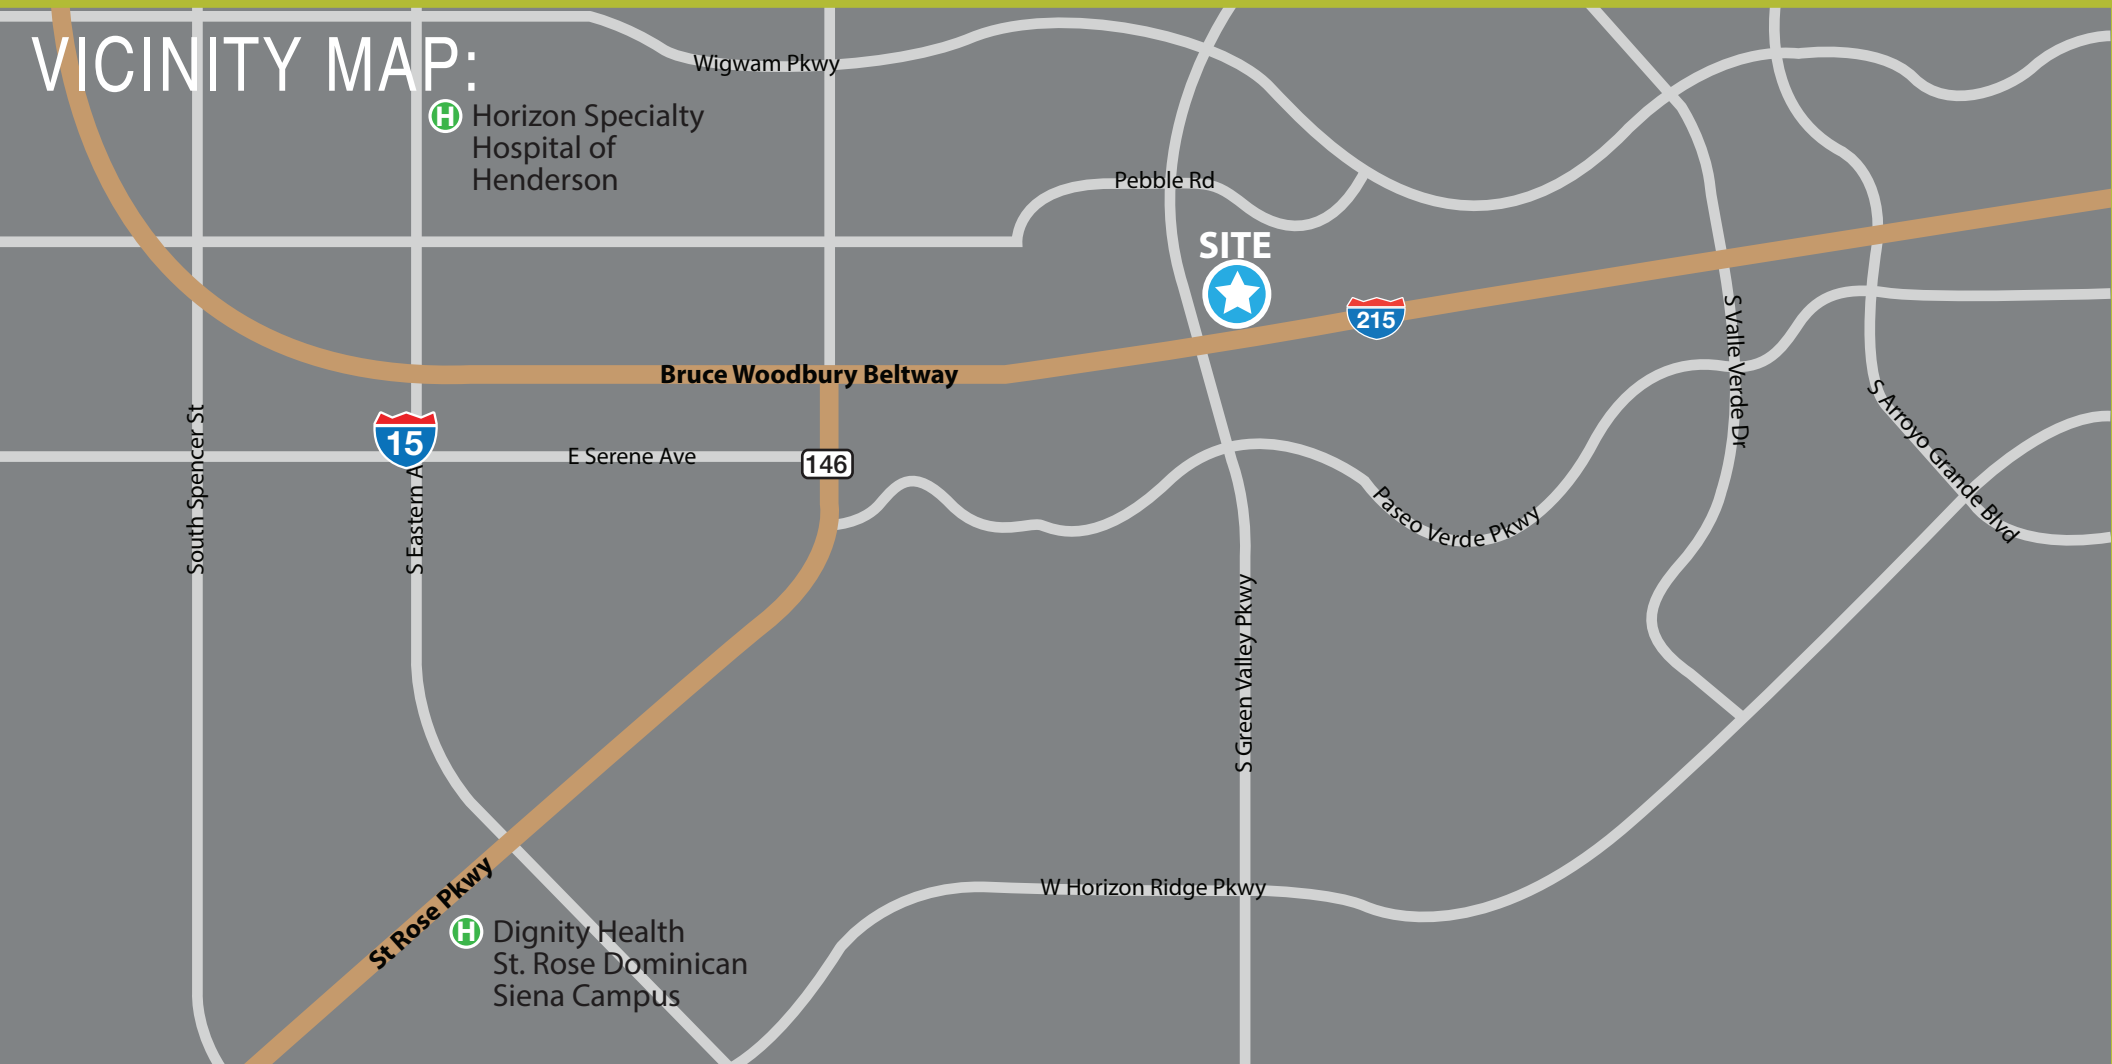 VICINITY MAP:
Wigwam Pkwy
H
Horizon Specialty
Hospital of
Henderson
Pebble Rd
SITE
215
Bruce Woodbury Beltway
S Valle Verde Dr
S Arroyo Grande Blvd
South Spencer St
15
S Eastern A
E Serene Ave
146
Paseo Verde Pkwy
S Green Valley Pkwy
St Rose Pkwy
W Horizon Ridge Pkwy
H
Dignity Health
St. Rose Dominican
Siena Campus